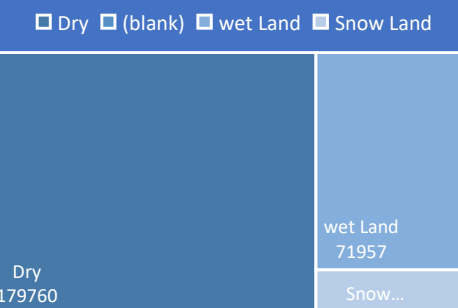 Dry (blank) wet Land Snow Land
wet Land
71957
Dry
179760
Snow...